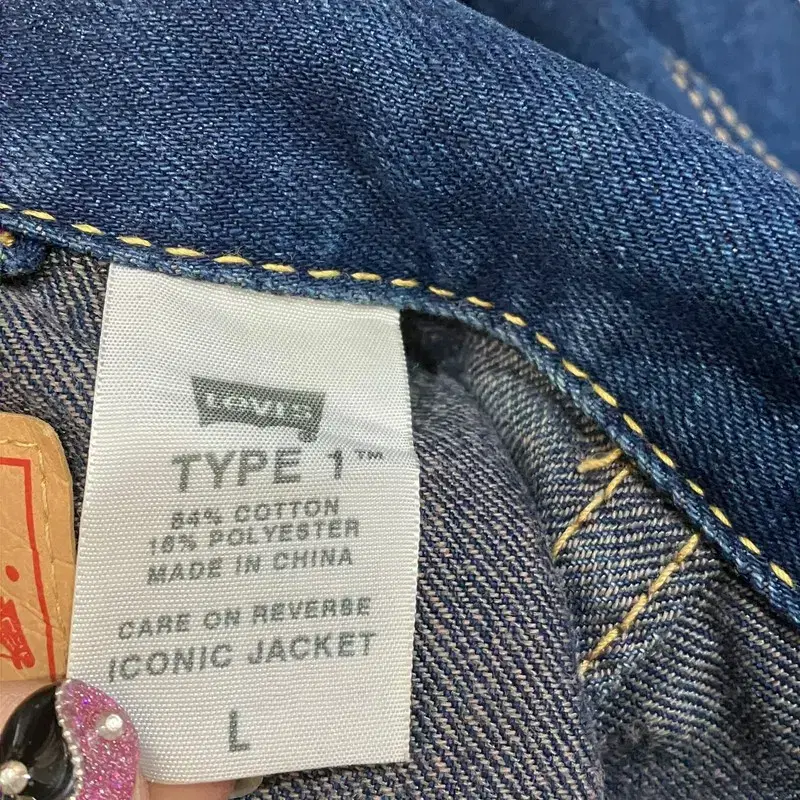 LEVI'S
TYPE 1™
84% COTTON
16% POLYESTER
MADE IN CHINA
CARE ON REVERSE
ICONIC JACKET
L